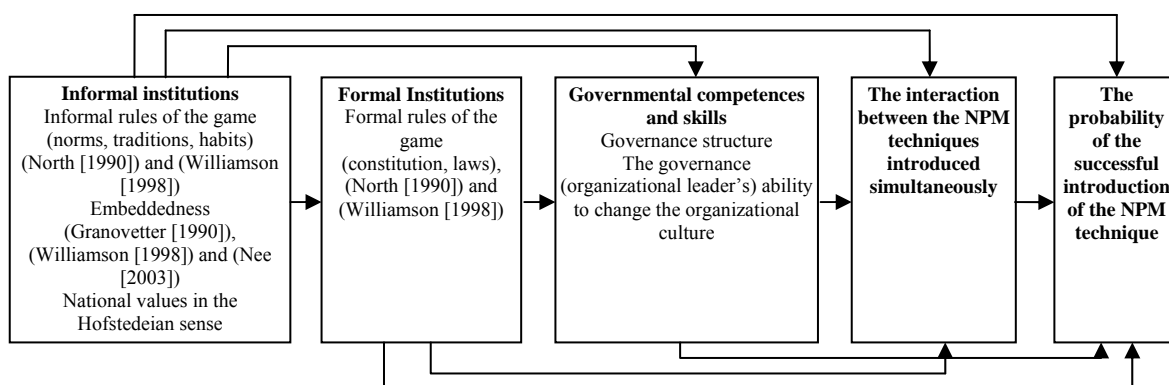 Informal institutions
Informal rules of the game
(norms, traditions, habits)
(North [1990]) and (Williamson
[1998])
Embeddedness
(Granovetter [1990]),
(Williamson [1998]) and (Nee
[2003])
National values in the
Hofstedeian sense
Formal Institutions
Formal rules of the
game
(constitution, laws),
(North [1990]) and
(Williamson [1998])
Governmental competences
and skills
Governance structure
The governance
(organizational leader's) ability
to change the organizational
culture
The interaction
between the NPM
techniques
introduced
simultaneously
The
probability
of the
successful
introduction
of the NPM
technique